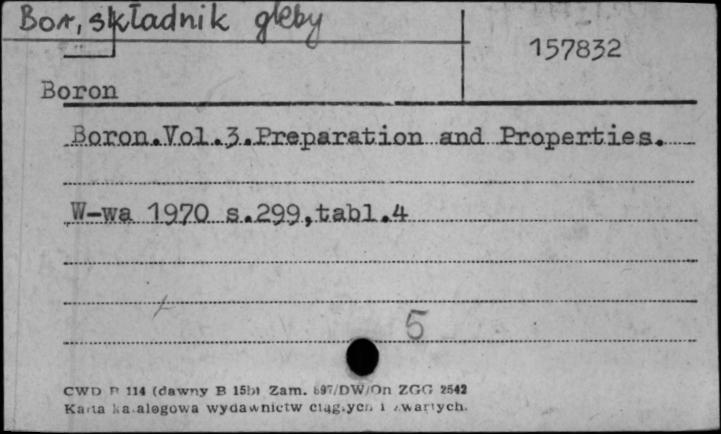 Bor, składnik gleby
157832
Boron
Boron.Vol.3.Preparation and Properties.
W-wa 1970 s.299,tabl.4
5
CWD P 114 (dawny B 15b) Zam. 697/DW/On ZGG 2542
Karta katalogowa wydawnictw ciągłych i zwartych.